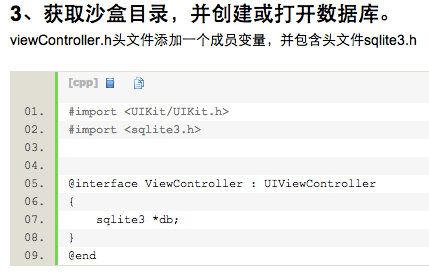 3、获取沙盒目录，并创建或打开数据库。
viewController.h头文件添加一个成员变量，并包含头文件sqlite3.h
[cpp]
01. #import <UIKit/UIKit.h>
02. #import <sqlite3.h>
03.
04.
05. @interface ViewController : UIViewController
06. {
07. sqlite3 *db;
08. }
09. @end